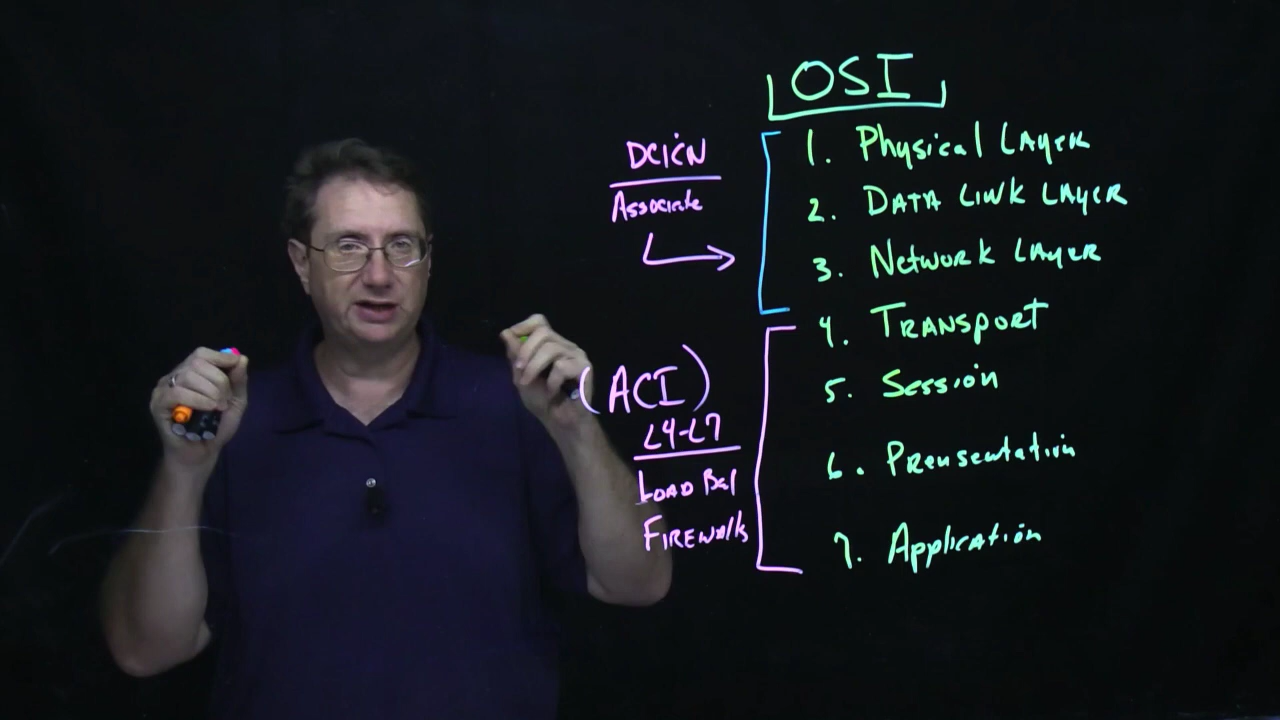 OSI
DCICN
Associate
1. Physical Layer
2. DATA LINK LAYER
3. Network Layer
4. TRANSPORT
5. Session
6. Prensentation
7. Application
(ACI)
L4-L7
LOAD Bal
FIREWAlls